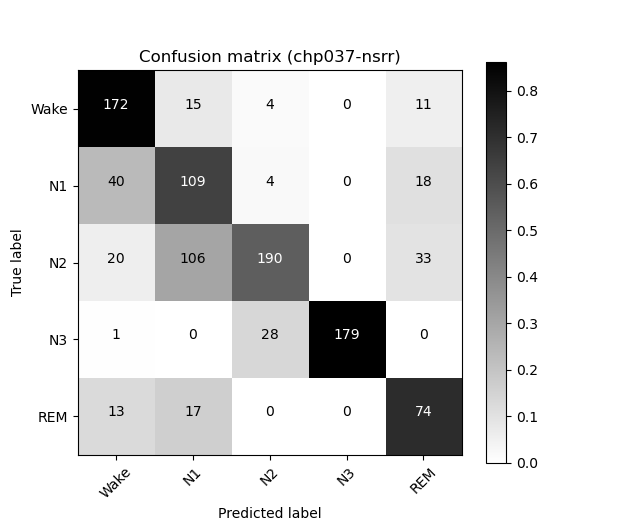 Confusion matrix (chp037-nsrr)
Wake 172 15 4 0 11
N1 40 109 4 0 18
N2 20 106 190 0 33
N3 1 0 28 179 0
REM 13 17 0 0 74
Wake N1 N2 N3 REM
Predicted label
True label
0.8
0.7
0.6
0.5
0.4
0.3
0.2
0.1
0.0